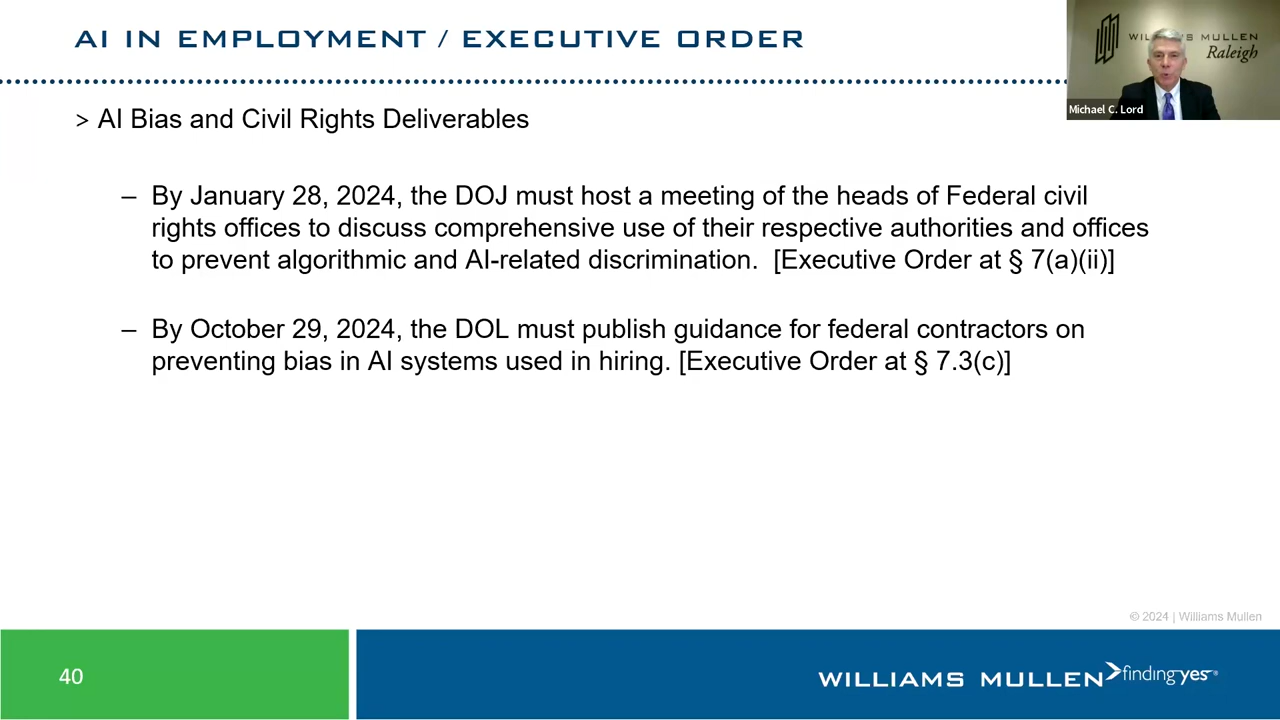 AI IN EMPLOYMENT / EXECUTIVE ORDER
WILLIAMS MULLEN
Raleigh
Michael C. Lord
> AI Bias and Civil Rights Deliverables
– By January 28, 2024, the DOJ must host a meeting of the heads of Federal civil
rights offices to discuss comprehensive use of their respective authorities and offices
to prevent algorithmic and AI-related discrimination. [Executive Order at § 7(a)(ii)]
– By October 29, 2024, the DOL must publish guidance for federal contractors on
preventing bias in AI systems used in hiring. [Executive Order at § 7.3(c)]
© 2024 | Williams Mullen
40
WILLIAMS MULLEN finding yes®